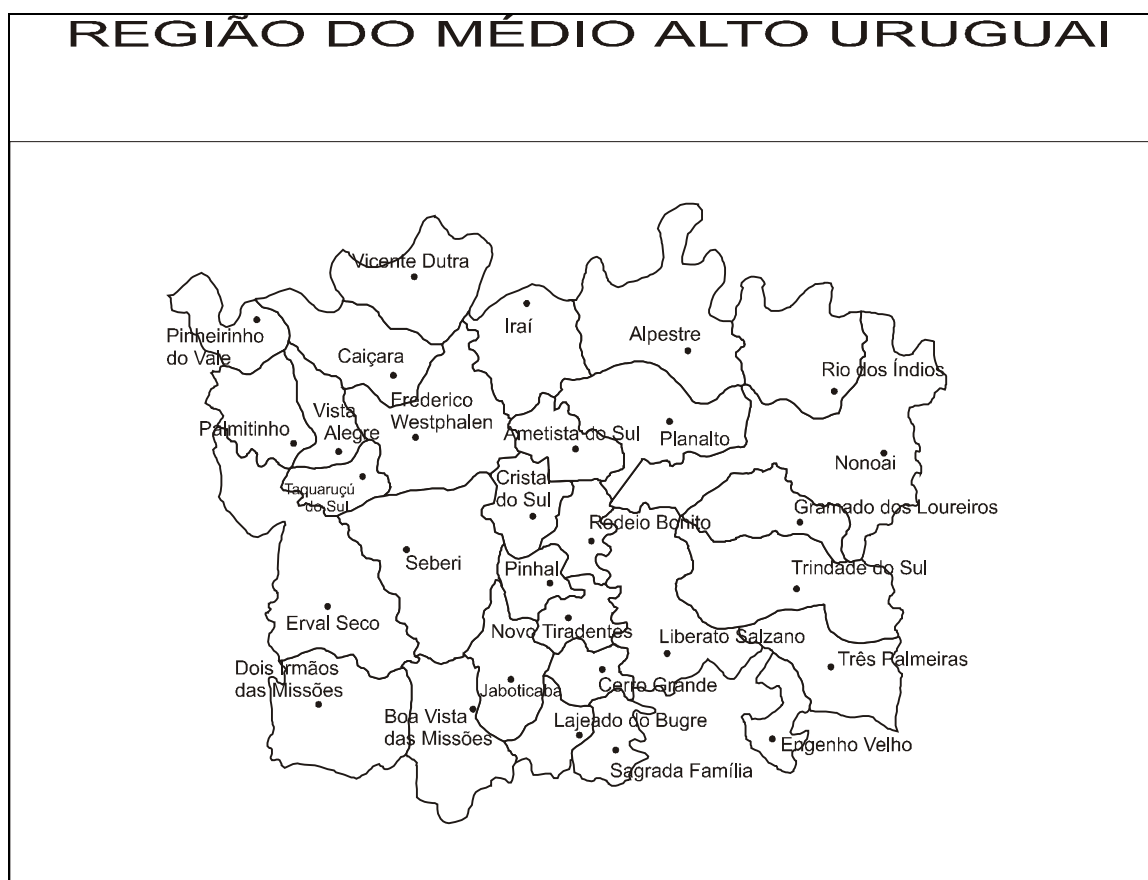 REGIÃO DO MÉDIO ALTO URUGUAI
Vicente Dutra
Iraí
Alpestre
Pinheirinho
do Vale
Caiçara
Rio dos Índios
Frederico
Westphalen
Vista
Alegre
Palmitinho
Ametista do Sul
Planalto
Nonoai
Cristal
do Sul
Taquaruçú
do Sul
Gramado dos Loureiros
Rodeio Bonito
Seberi
Pinhal
Trindade do Sul
Erval Seco
Novo Tiradentes
Liberato Salzano
Três Palmeiras
Dois Irmãos
das Missões
Jaboticaba
Cerro Grande
Boa Vista
das Missões
Lajeado do Bugre
Engenho Velho
Sagrada Família